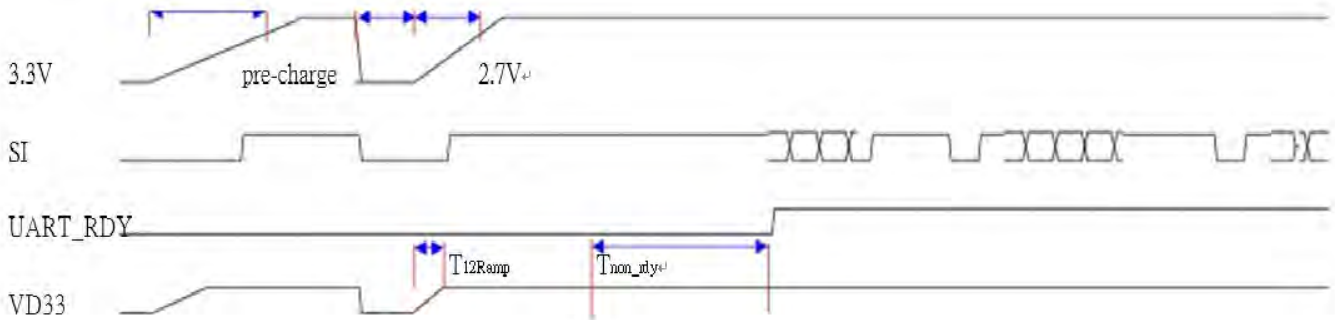 3.3V
pre-charge
2.7V↵
SI
UART_RDY
T12Ramp
Tnon_rdy↵
VD33